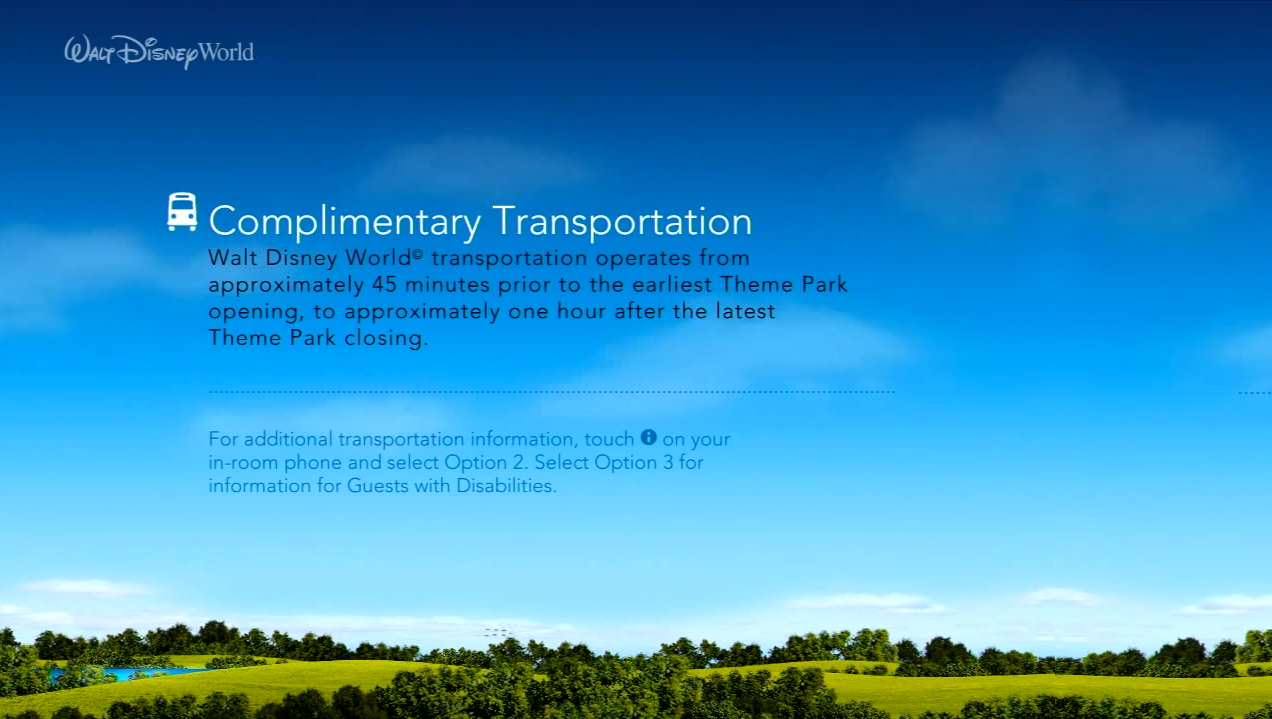 Walt Disney World
Complimentary Transportation
Walt Disney World© transportation operates from
approximately 45 minutes prior to the earliest Theme Park
opening, to approximately one hour after the latest
Theme Park closing.
For additional transportation information, touch i on your
in-room phone and select Option 2. Select Option 3 for
information for Guests with Disabilities.